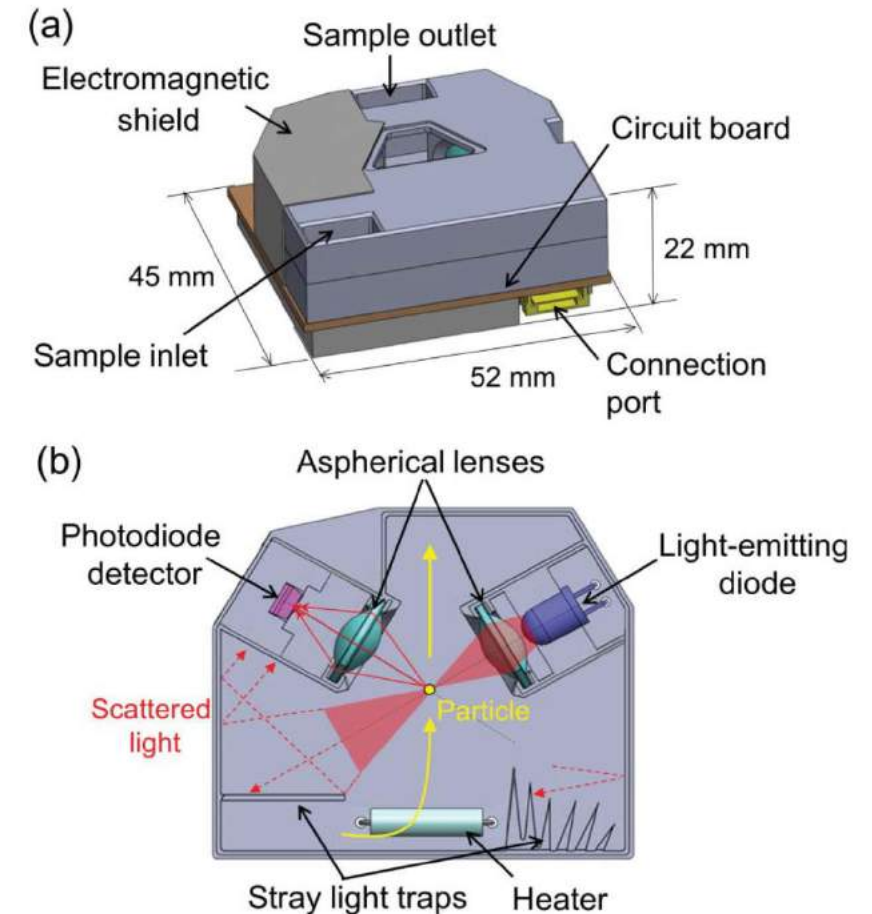 (a)
Sample outlet
Electromagnetic
shield
Circuit board
45 mm
22 mm
Sample inlet
52 mm
Connection
port
(b)
Aspherical lenses
Photodiode
detector
Light-emitting
diode
Scattered
light
Particle
Stray light traps
Heater